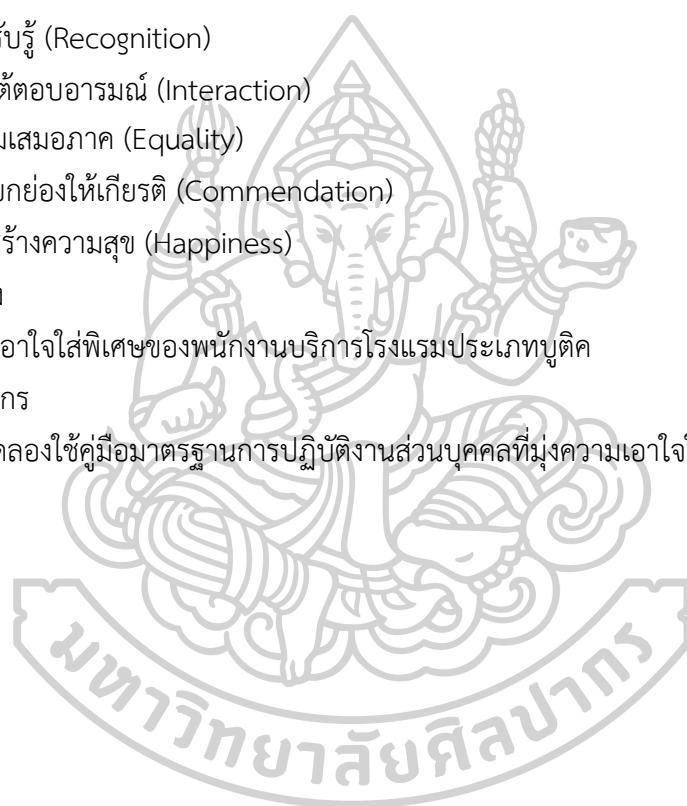 รับรู้ (Recognition)
ต้ตอบอารมณ์ (Interaction)
มเสมอภาค (Equality)
ยกย่องให้เกียรติ (Commendation)
สร้างความสุข (Happiness)
อาใจใส่พิเศษของพนักงานบริการโรงแรมประเภทบูติค
กร
คลองใช้คู่มือมาตรฐานการปฏิบัติงานส่วนบุคคลที่มุ่งความเอาใจใ
มหาวิทยาลัยศิลปากร